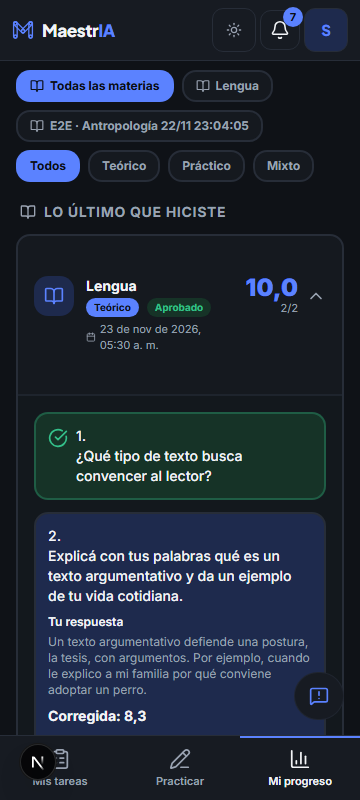 MaestrIA
7
S
Todas las materias
Lengua
E2E · Antropología 22/11 23:04:05
Todos
Teórico
Práctico
Mixto
LO ÚLTIMO QUE HICISTE
Lengua
10,0
Teórico
Aprobado
2/2
23 de nov de 2026,
05:30 a. m.
1.
¿Qué tipo de texto busca
convencer al lector?
2.
Explicá con tus palabras qué es un
texto argumentativo y da un ejemplo
de tu vida cotidiana.
Tu respuesta
Un texto argumentativo defiende una postura,
la tesis, con argumentos. Por ejemplo, cuando
le explico a mi familia por qué conviene
adoptar un perro.
Corregida: 8,3
N
Mis tareas
Practicar
Mi progreso